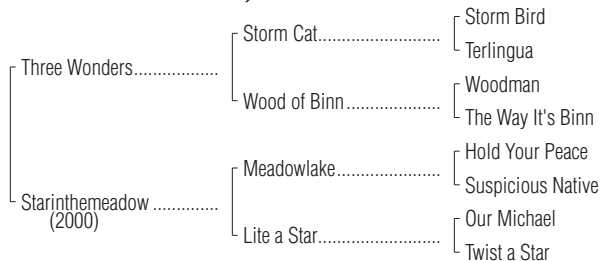 Storm Bird
Storm Cat....................
Terlingua
Three Wonders.................
Woodman
Wood of Binn....................
The Way It's Binn
Hold Your Peace
Meadowlake......................
Suspicious Native
Starinthemeadow ..............
(2000)
Our Michael
Lite a Star..........................
Twist a Star